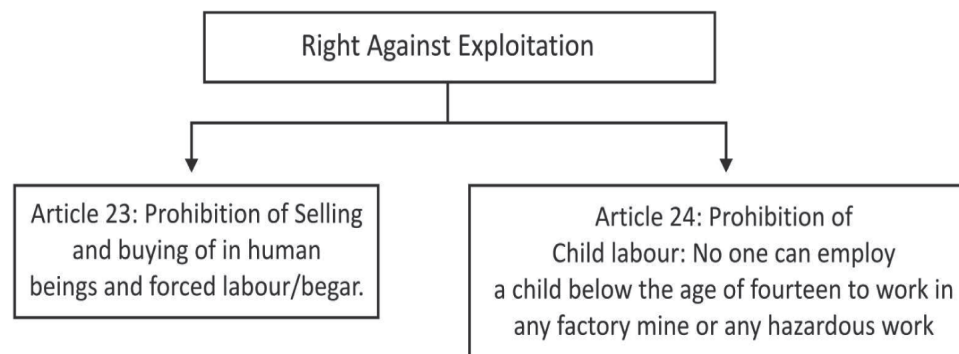 Right Against Exploitation
Article 23: Prohibition of Selling
and buying of in human
beings and forced labour/begar.
Article 24: Prohibition of
Child labour: No one can employ
a child below the age of fourteen to work in
any factory mine or any hazardous work